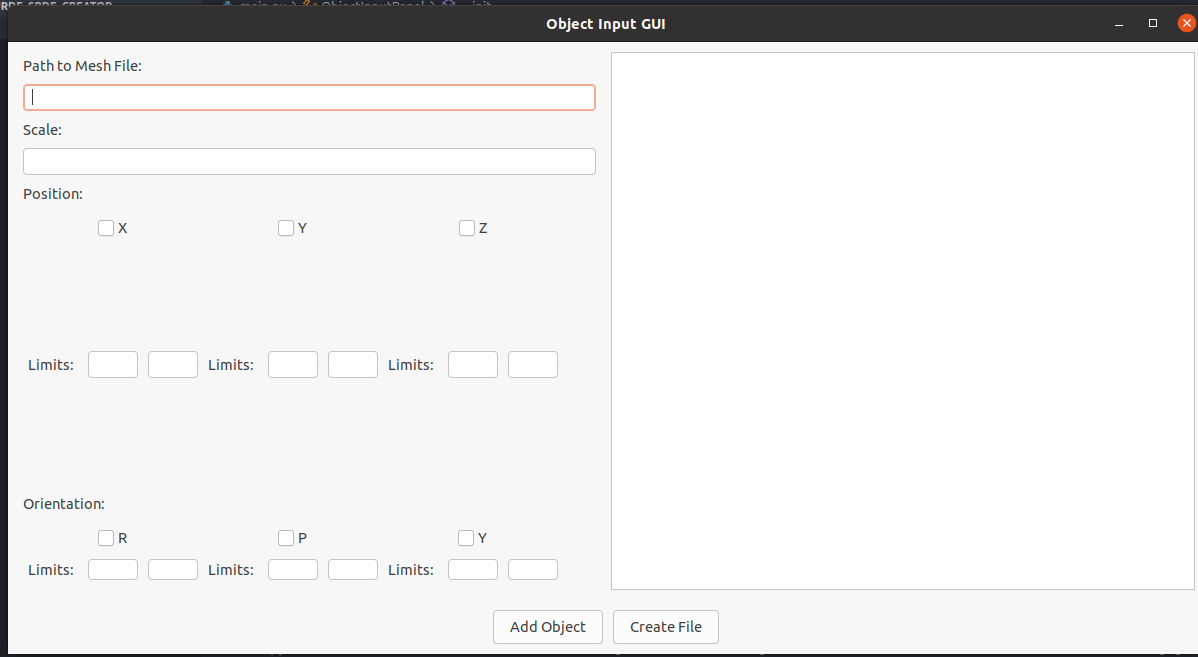 Object Input GUI
Path to Mesh File:
Scale:
Position:
X Y Z
Limits: Limits: Limits:
Orientation:
R P Y
Limits: Limits: Limits:
Add Object Create File